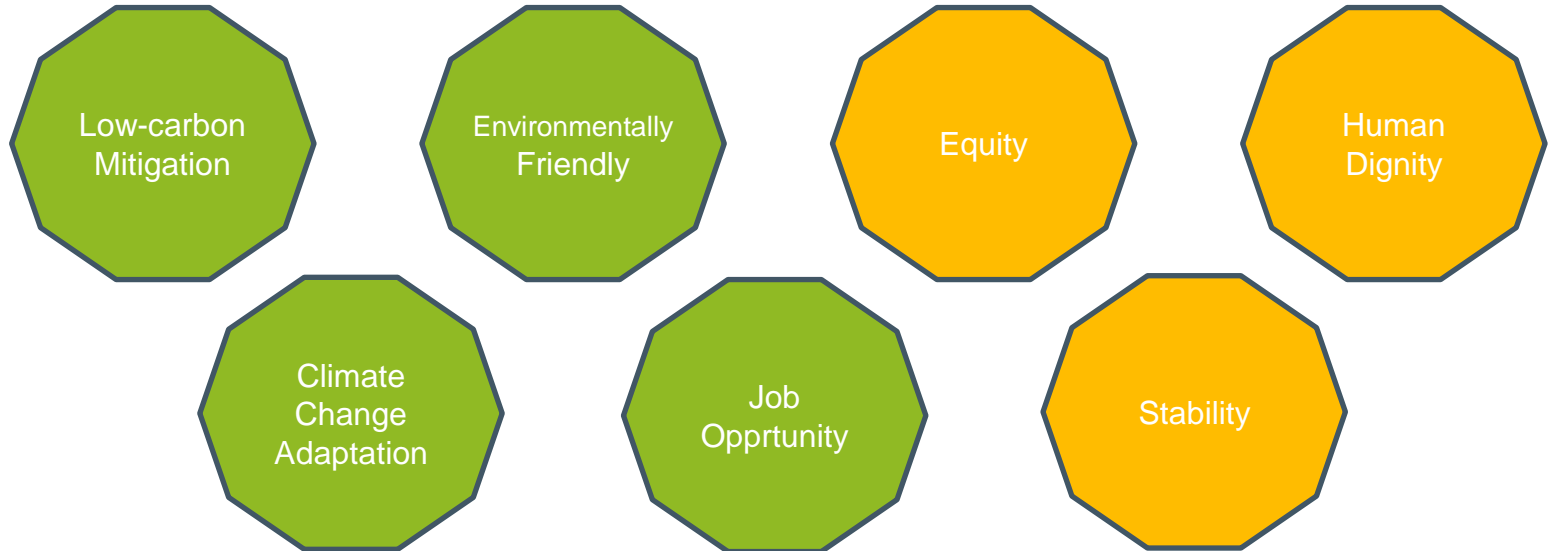 Low-carbon
Mitigation
Environmentally
Friendly
Equity
Human
Dignity
Climate
Change
Adaptation
Job
Opprtunity
Stability